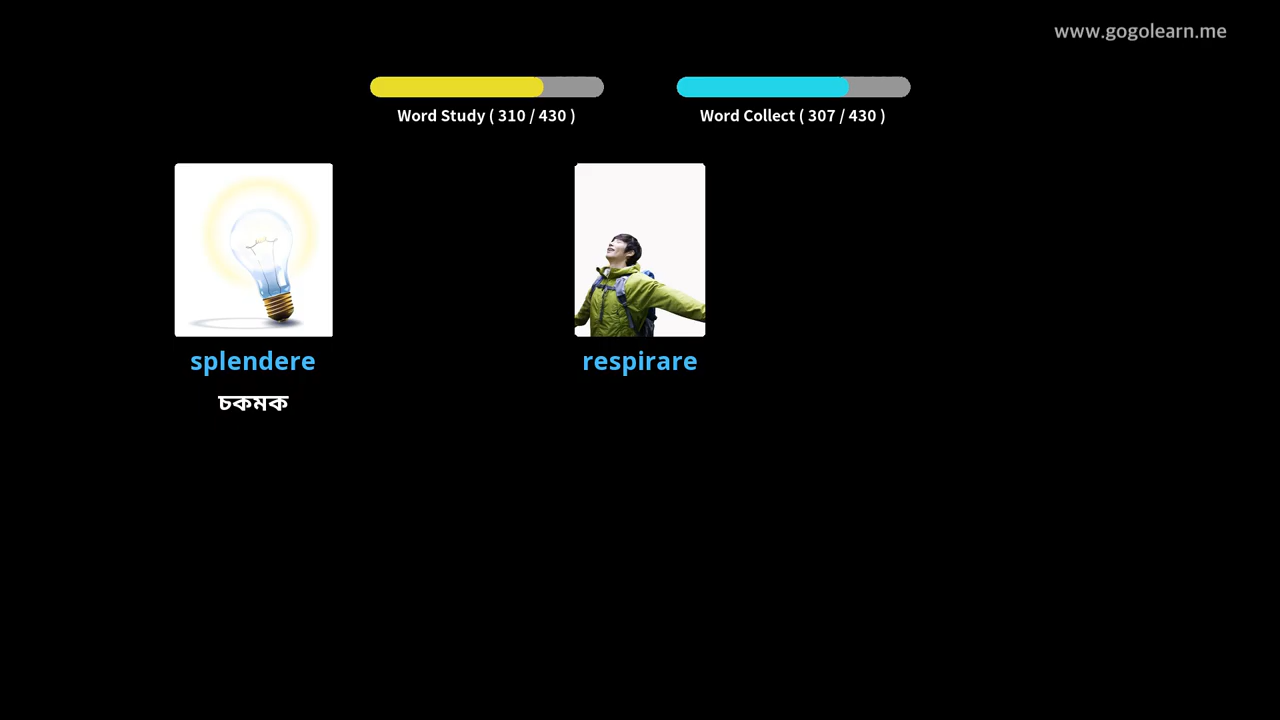 www.gogolearn.me
Word Study ( 310 / 430 )
Word Collect ( 307 / 430 )
splendere
respirare
চকমক